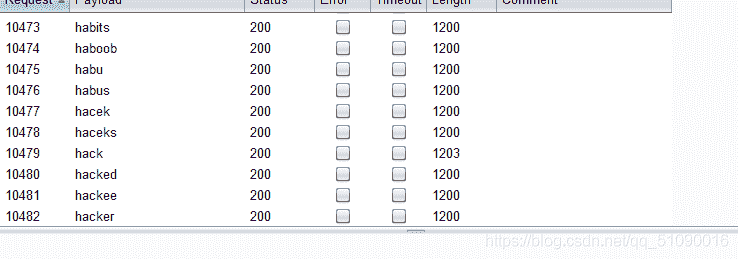 Request Payload Status Error Timeout Length Comment
10473 habits 200 1200
10474 haboob 200 1200
10475 habu 200 1200
10476 habus 200 1200
10477 hacek 200 1200
10478 haceks 200 1200
10479 hack 200 1203
10480 hacked 200 1200
10481 hackee 200 1200
10482 hacker 200 1200
https://blog.csdn.net/qq_51090016